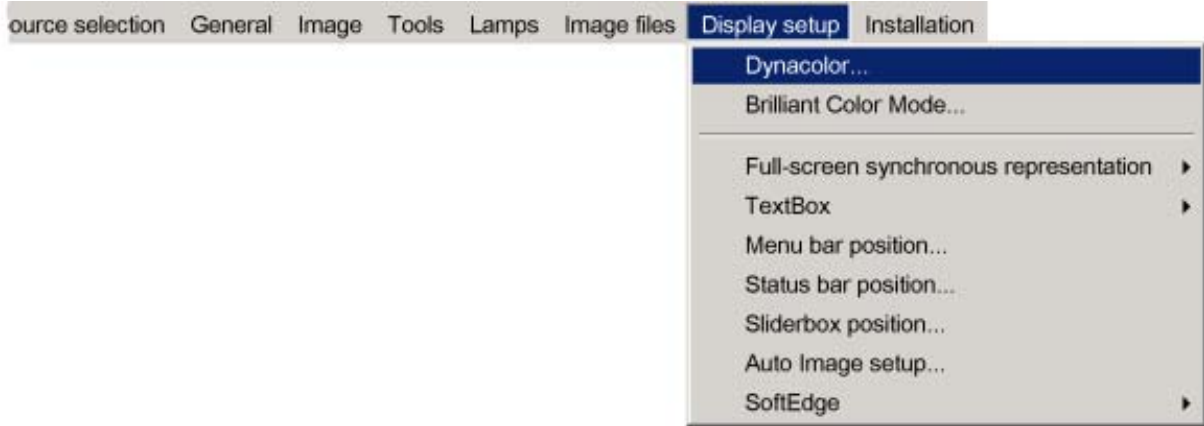 ource selection General Image Tools Lamps Image files Display setup Installation
Dynacolor...
Brilliant Color Mode...
Full-screen synchronous representation
TextBox
Menu bar position...
Status bar position...
Sliderbox position...
Auto Image setup...
SoftEdge